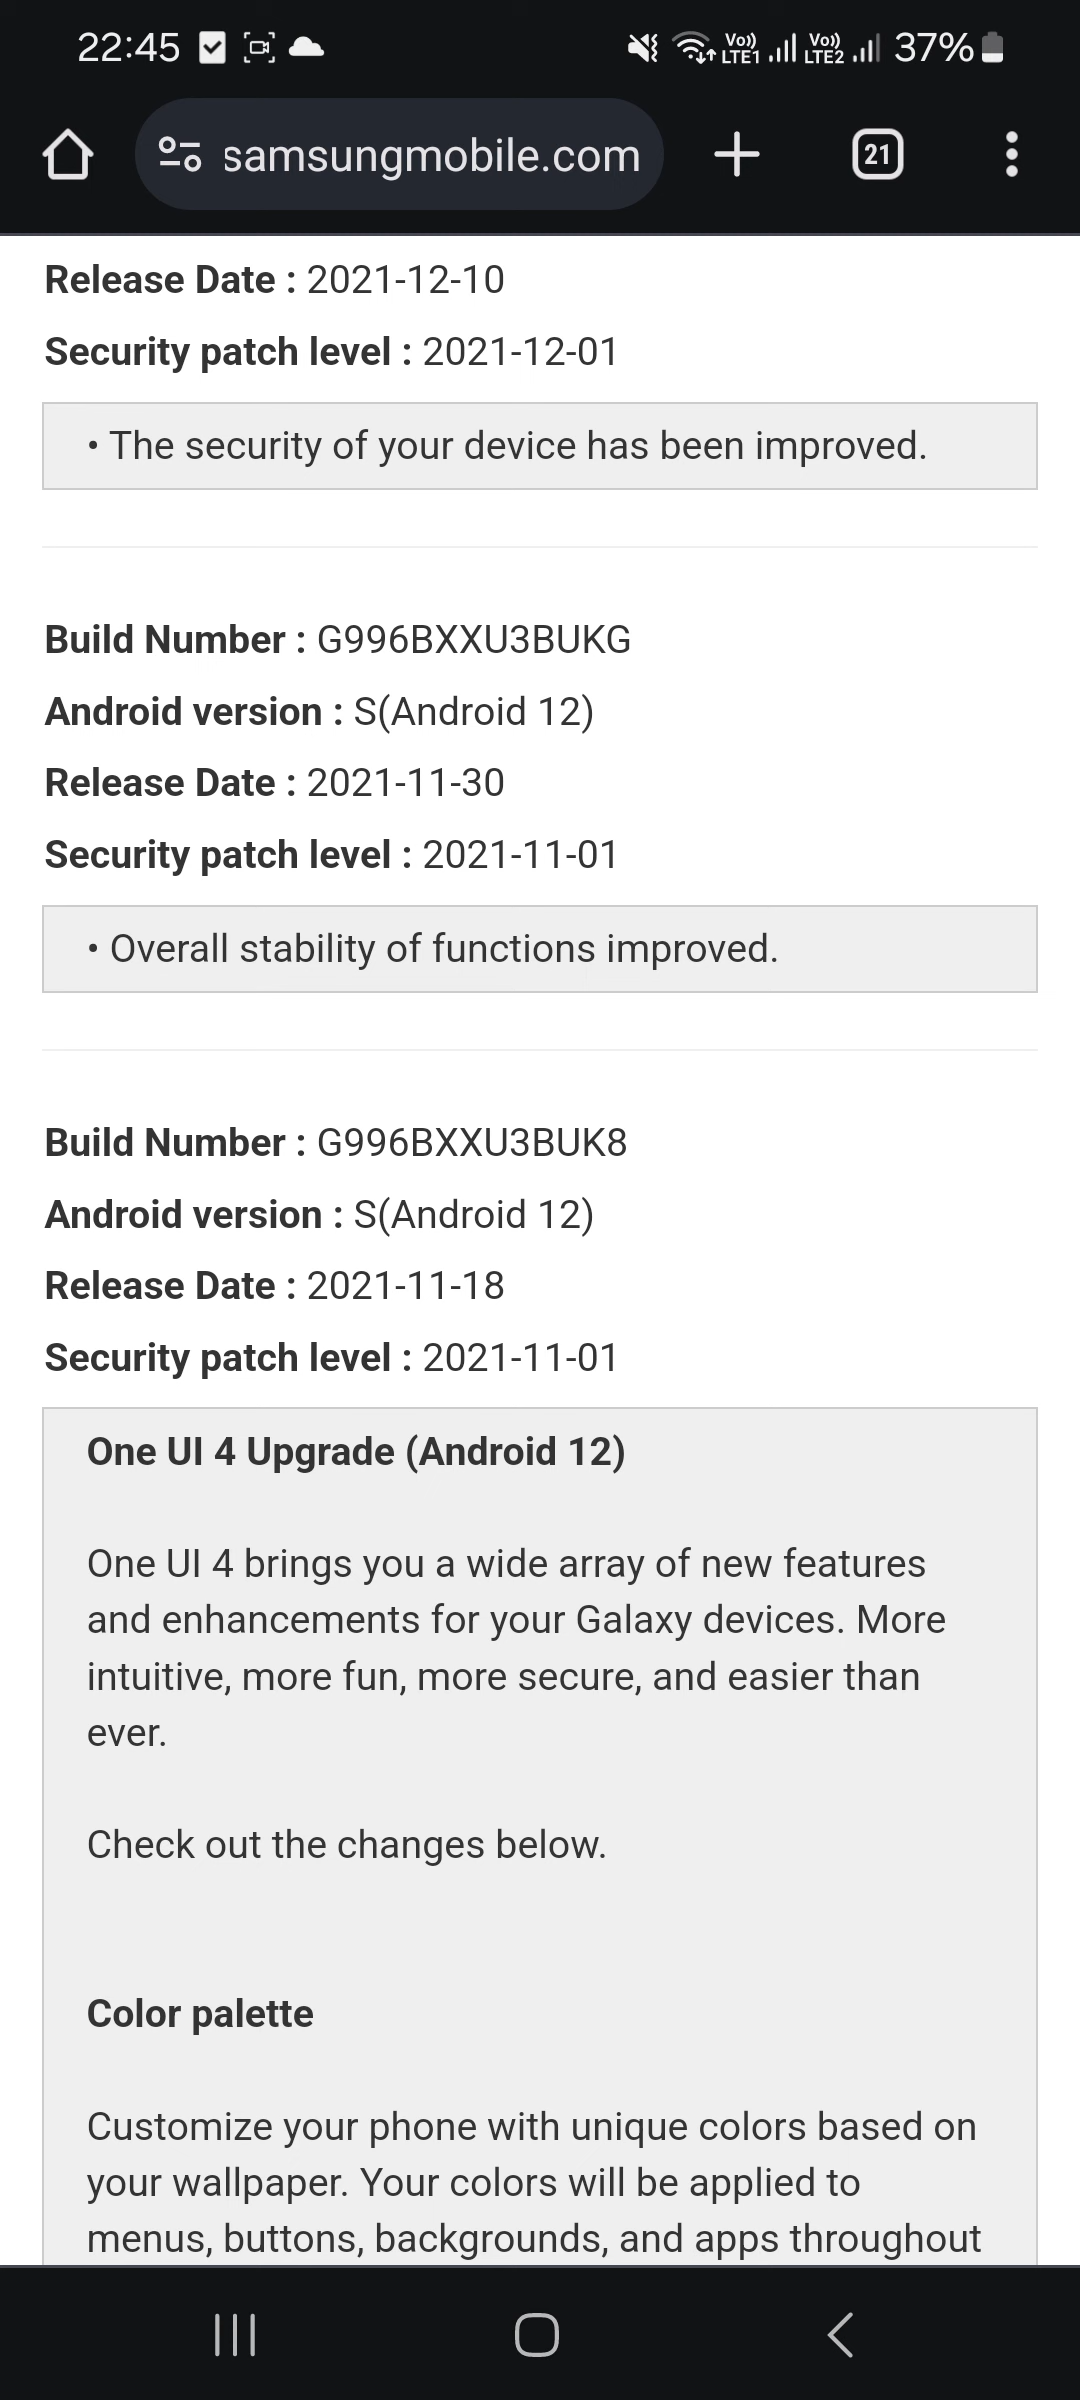 22:45
Vo)) LTE1 Vo)) LTE2 37%
samsungmobile.com
21
Release Date : 2021-12-10
Security patch level : 2021-12-01
• The security of your device has been improved.
Build Number : G996BXXU3BUKG
Android version : S(Android 12)
Release Date : 2021-11-30
Security patch level : 2021-11-01
• Overall stability of functions improved.
Build Number : G996BXXU3BUK8
Android version : S(Android 12)
Release Date : 2021-11-18
Security patch level : 2021-11-01
One UI 4 Upgrade (Android 12)
One UI 4 brings you a wide array of new features
and enhancements for your Galaxy devices. More
intuitive, more fun, more secure, and easier than
ever.
Check out the changes below.
Color palette
Customize your phone with unique colors based on
your wallpaper. Your colors will be applied to
menus, buttons, backgrounds, and apps throughout